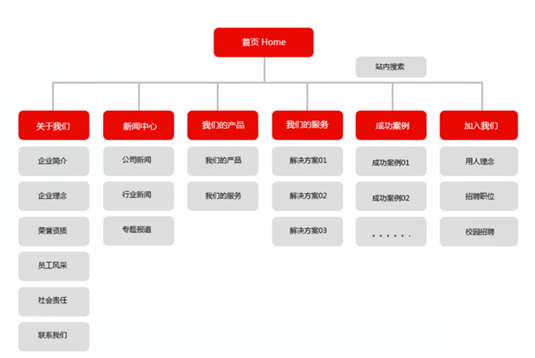 首页 Home
站内搜索
关于我们
新闻中心
我们的产品
我们的服务
成功案例
加入我们
企业简介
公司新闻
我们的产品
解决方案01
成功案例01
用人理念
企业理念
行业新闻
我们的服务
解决方案02
成功案例02
招聘职位
荣誉资质
专题报道
解决方案03
......
校园招聘
员工风采
社会责任
联系我们